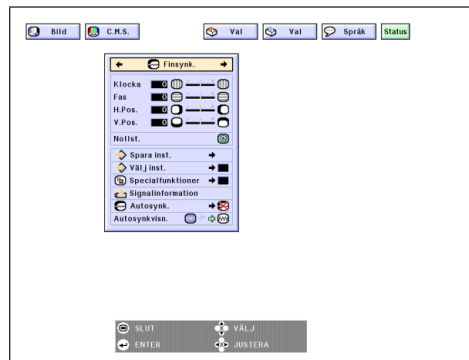 Bild C.M.S. Val Val Språk Status
Finsynk.
Klocka 0
Fas 0
H.Pos. 0
V.Pos. 0
Nollst.
Spara inst.
Välj inst.
Specialfunktioner
Signalinformation
Autosynk.
Autosynkvisn.
SLUT VÄLJ
ENTER JUSTERA